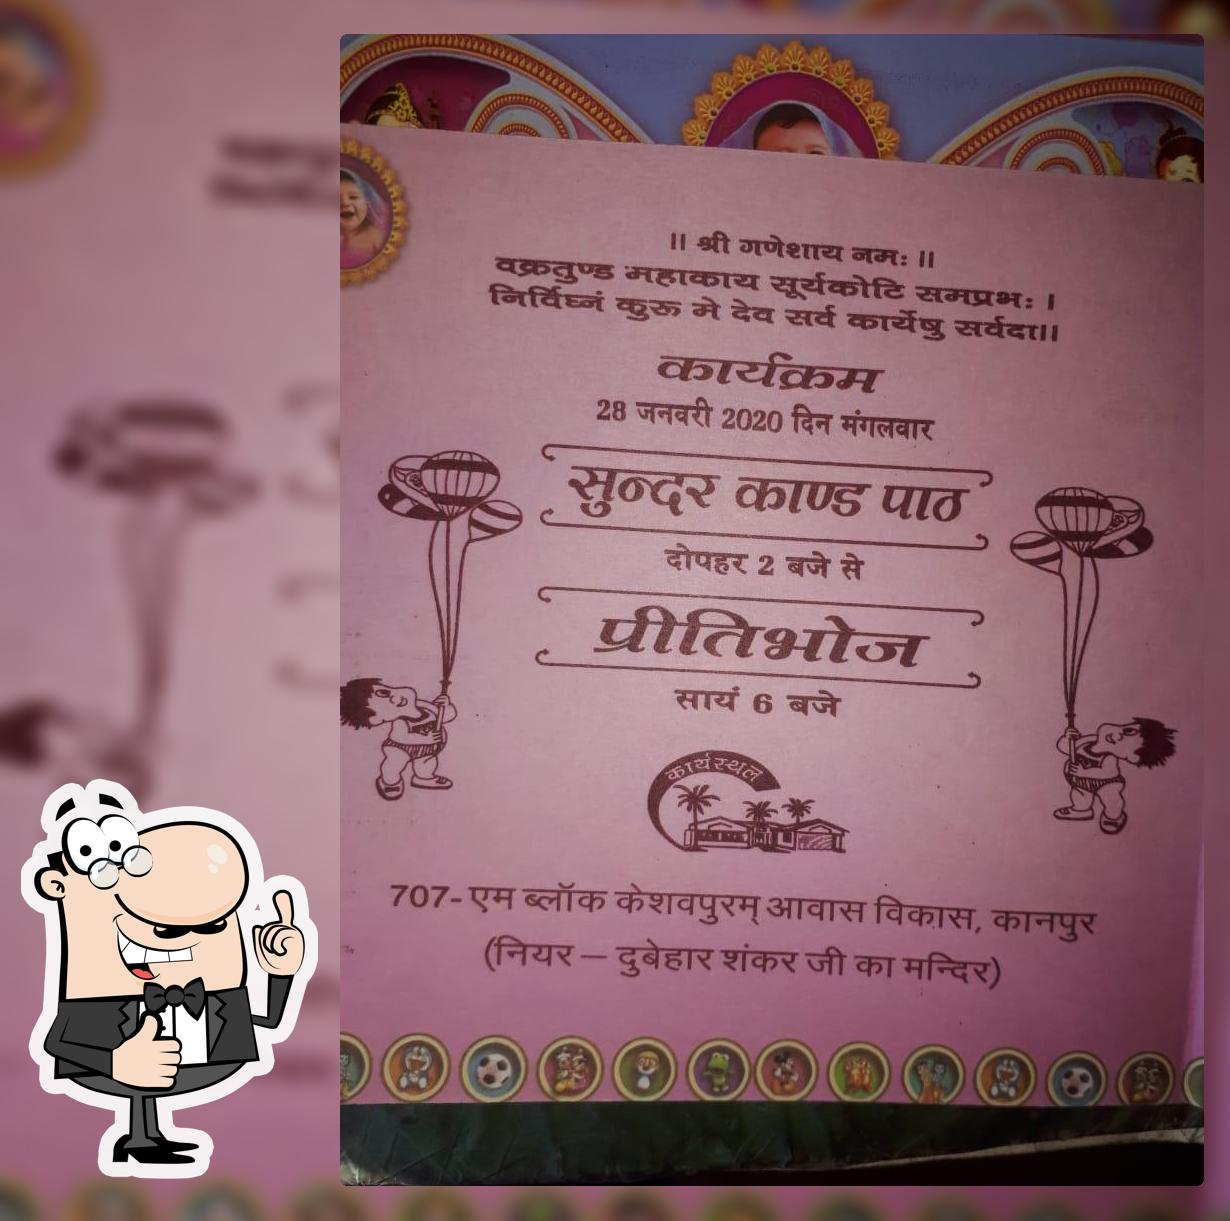 ॥ श्री गणेशाय नमः ॥
वक्रतुण्ड महाकाय सूर्यकोटि समप्रभः ।
निर्विघ्नं कुरू मे देव सर्व कार्येषु सर्वदा॥
कार्यक्रम
28 जनवरी 2020 दिन मंगलवार
सुन्दर काण्ड पाठ
दोपहर 2 बजे से
प्रीतिभोज
सायं 6 बजे
कार्यस्थल
707- एम ब्लॉक केशवपुरम् आवास विकास, कानपुर
(नियर – दुबेहार शंकर जी का मन्दिर)